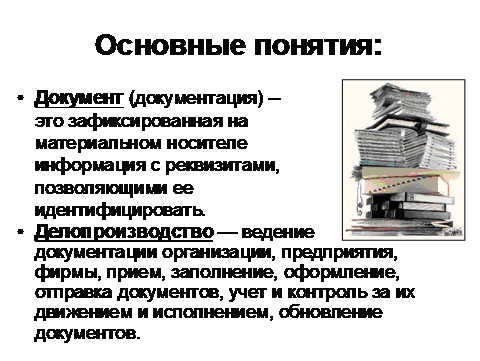 Основные понятия:
• Документ (документация) –
это зафиксированная на
материальном носителе
информация с реквизитами,
позволяющими ее
идентифицировать.
• Делопроизводство — ведение
документации организации, предприятия,
фирмы, прием, заполнение, оформление,
отправка документов, учет и контроль за их
движением и исполнением, обновление
документов.